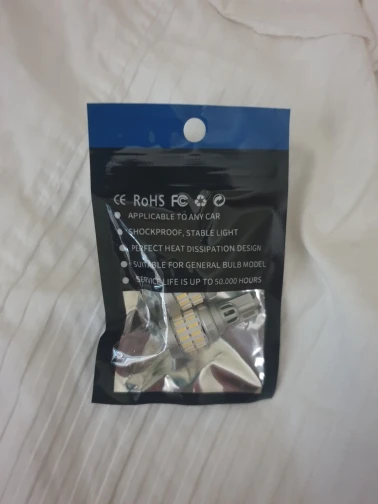 CE RoHS FC
APPLICABLE TO ANY CAR
SHOCKPROOF, STABLE LIGHT
PERFECT HEAT DISSIPATION DESIGN
SUITABLE FOR GENERAL BULB MODEL
SERVICE LIFE IS UP TO 50.000 HOURS